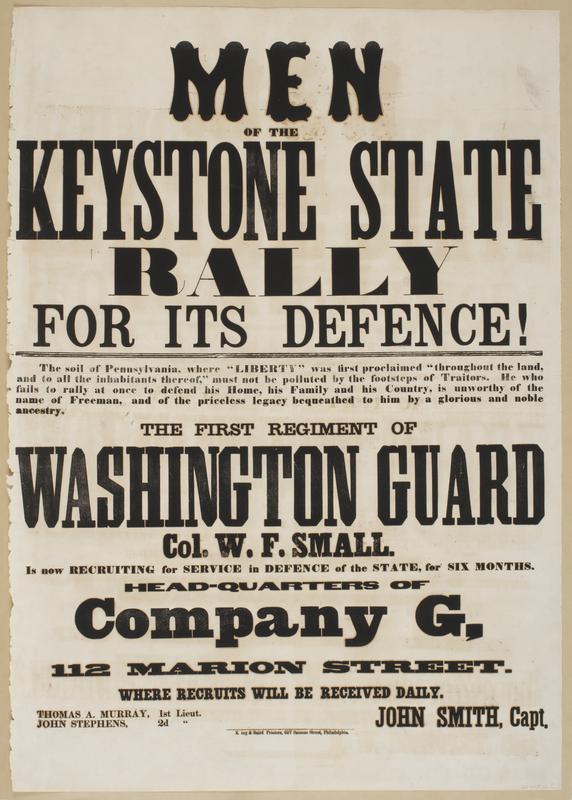 MEN
OF THE
KEYSTONE STATE
RALLY
FOR ITS DEFENCE!
The soil of Pennsylvania, where "LIBERTY" was first proclaimed "throughout the land,
and to all the inhabitants thereof," must not be polluted by the footsteps of Traitors. He who
fails to rally at once to defend his Home, his Family and his Country, is unworthy of the
name of Freeman, and of the priceless legacy bequeathed to him by a glorious and noble
ancestry.
THE FIRST REGIMENT OF
WASHINGTON GUARD
Col. W. F. SMALL.
Is now RECRUITING for SERVICE in DEFENCE of the STATE, for SIX MONTHS.
HEAD-QUARTERS OF
Company G,
112 MARION STREET.
WHERE RECRUITS WILL BE RECEIVED DAILY.
THOMAS A. MURRAY, 1st Lieut.
JOHN STEPHENS, 2d "
JOHN SMITH, Capt.
& Baird Printers, 607 Sansom Street, Philadelphia.